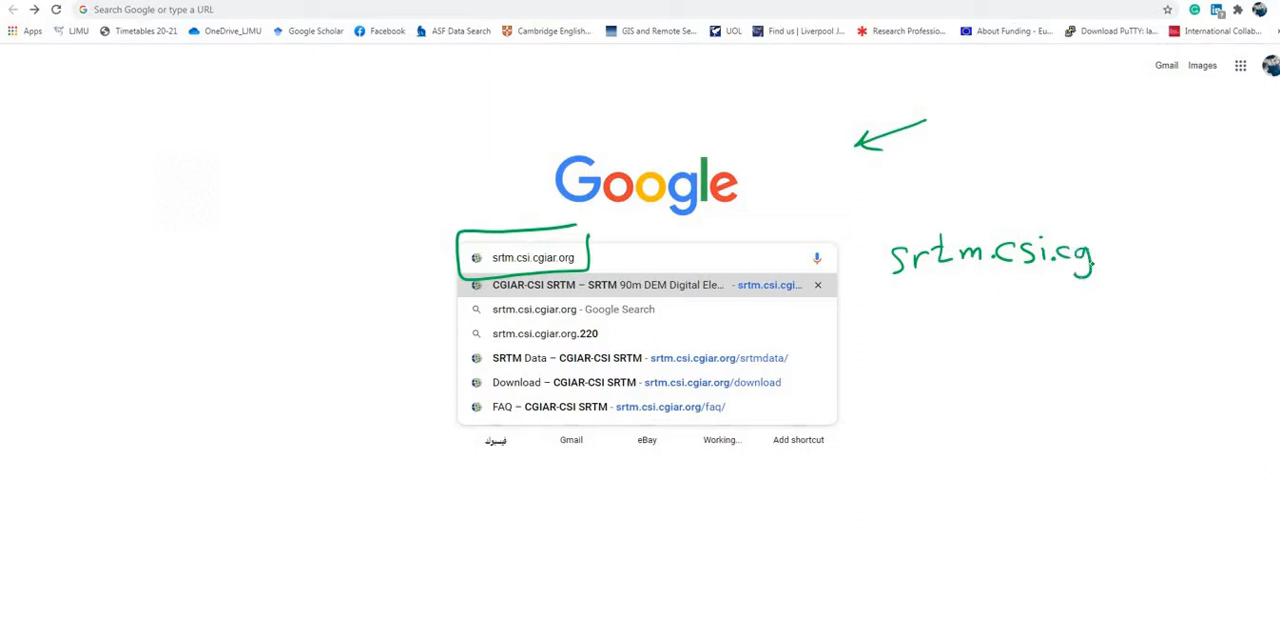 Search Google or type a URL
Apps LJMU Timetables 20-21 OneDrive_LJMU Google Scholar Facebook ASF Data Search Cambridge English... GIS and Remote Se... UOL Find us | Liverpool J... Research Professio... About Funding - Eu... Download PuTTY: la... International Collab...
Gmail Images
Google
srtm.csi.cgiar.org
srtm.csi.cg
CGIAR-CSI SRTM – SRTM 90m DEM Digital Ele... - srtm.csi.cgi...
srtm.csi.cgiar.org - Google Search
srtm.csi.cgiar.org.220
SRTM Data – CGIAR-CSI SRTM - srtm.csi.cgiar.org/srtmdata/
Download – CGIAR-CSI SRTM - srtm.csi.cgiar.org/download
FAQ – CGIAR-CSI SRTM - srtm.csi.cgiar.org/faq/
فيسبوك Gmail eBay Working... Add shortcut